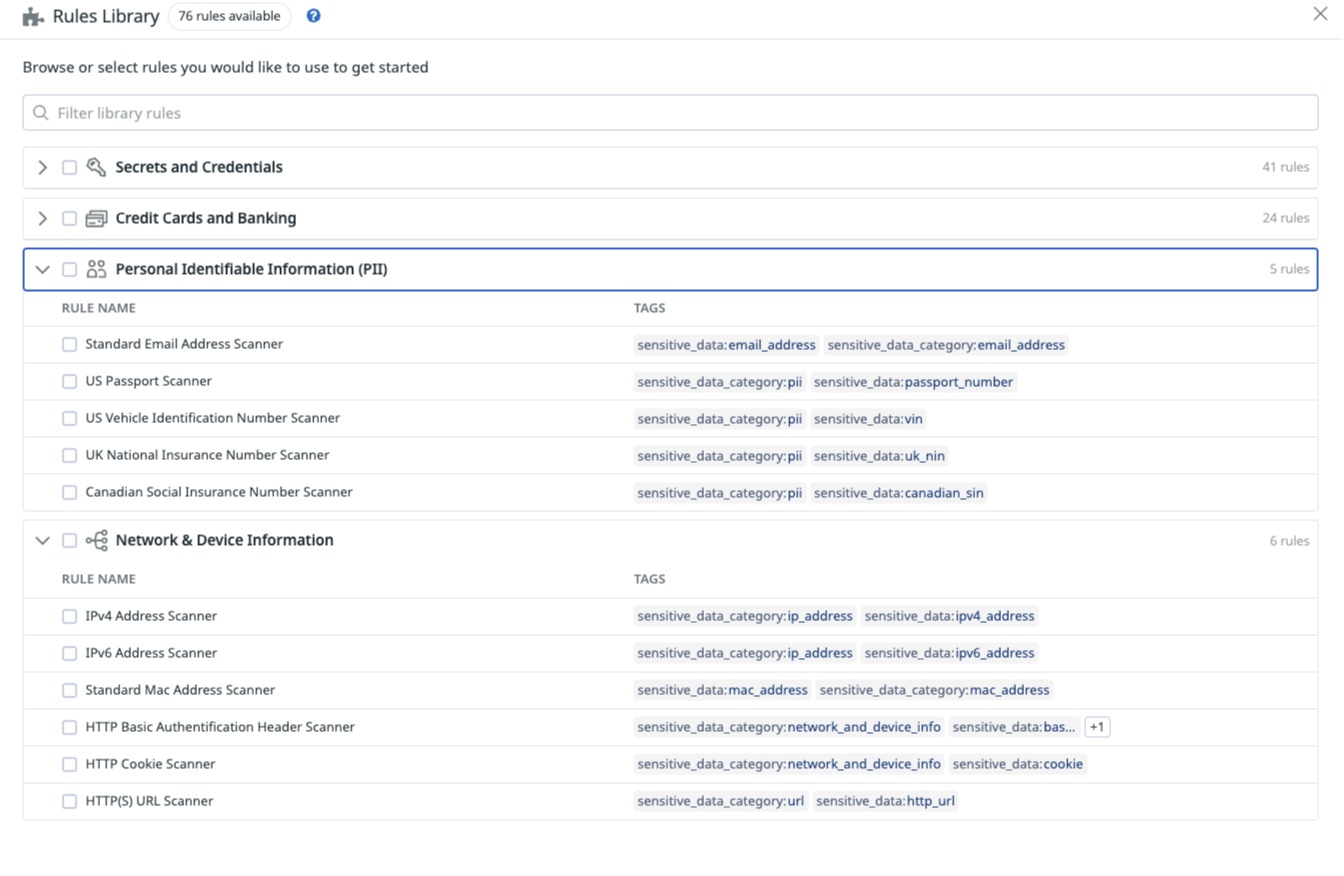 Rules Library 76 rules available ?
Browse or select rules you would like to use to get started
Filter library rules
Secrets and Credentials 41 rules
Credit Cards and Banking 24 rules
Personal Identifiable Information (PII) 5 rules
RULE NAME TAGS
Standard Email Address Scanner sensitive_data:email_address sensitive_data_category:email_address
US Passport Scanner sensitive_data_category:pii sensitive_data:passport_number
US Vehicle Identification Number Scanner sensitive_data_category:pii sensitive_data:vin
UK National Insurance Number Scanner sensitive_data_category:pii sensitive_data:uk_nin
Canadian Social Insurance Number Scanner sensitive_data_category:pii sensitive_data:canadian_sin
Network & Device Information 6 rules
RULE NAME TAGS
IPv4 Address Scanner sensitive_data_category:ip_address sensitive_data:ipv4_address
IPv6 Address Scanner sensitive_data_category:ip_address sensitive_data:ipv6_address
Standard Mac Address Scanner sensitive_data:mac_address sensitive_data_category:mac_address
HTTP Basic Authentification Header Scanner sensitive_data_category:network_and_device_info sensitive_data:bas... +1
HTTP Cookie Scanner sensitive_data_category:network_and_device_info sensitive_data:cookie
HTTP(S) URL Scanner sensitive_data_category:url sensitive_data:http_url